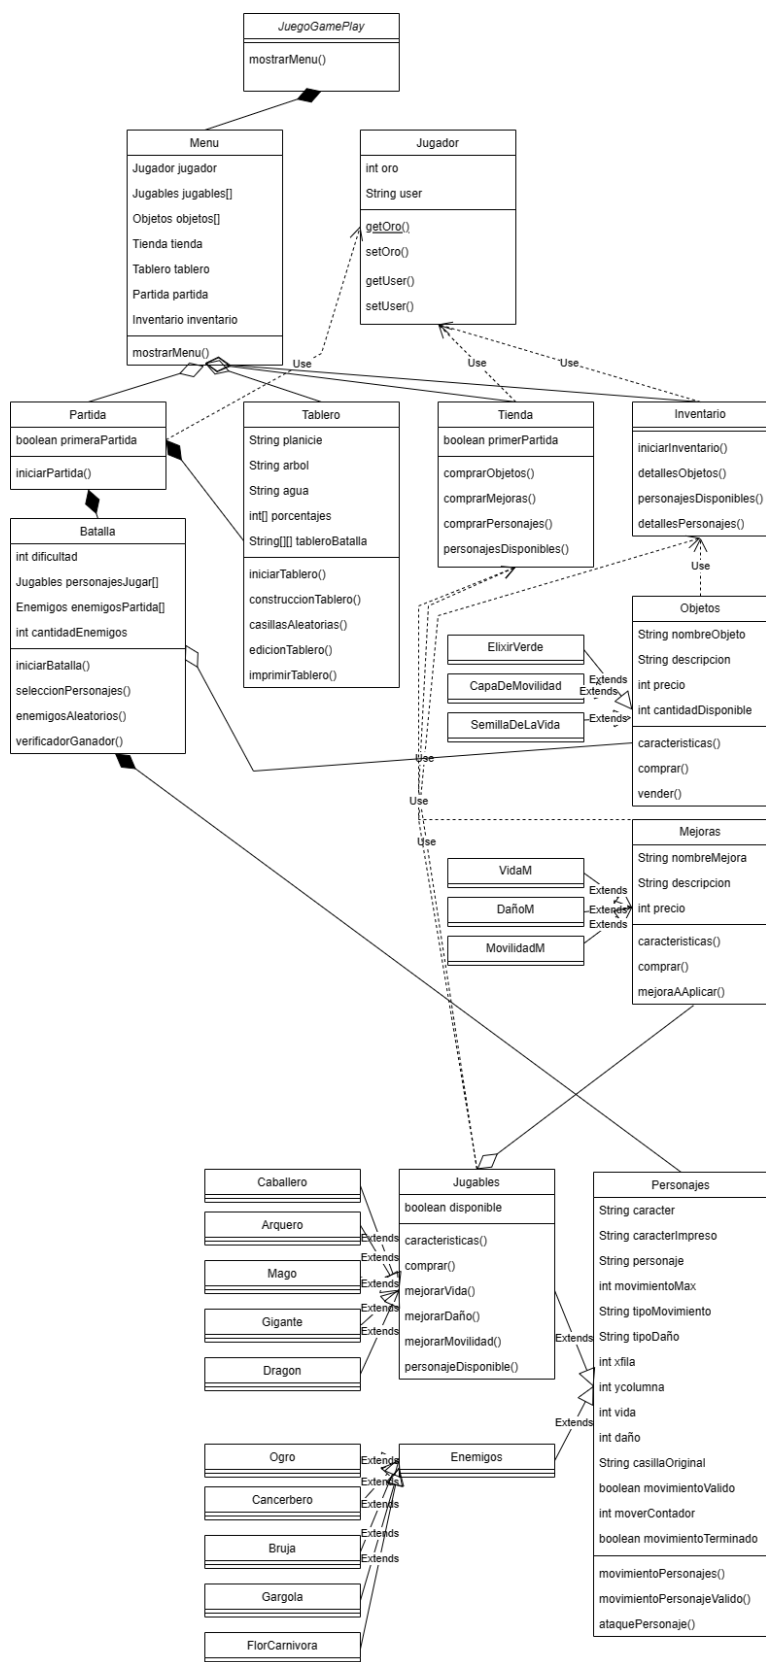 JuegoGamePlay
mostrarMenu()
Menu
Jugador jugador
Jugables jugables[]
Objetos objetos[]
Tienda tienda
Tablero tablero
Partida partida
Inventario inventario
mostrarMenu()
Jugador
int oro
String user
getOro()
setOro()
getUser()
setUser()
Use
Use
Use
Partida
boolean primeraPartida
iniciarPartida()
Tablero
String planicie
String arbol
String agua
int[] porcentajes
String[][] tableroBatalla
iniciarTablero()
construccionTablero()
casillasAleatorias()
edicionTablero()
imprimirTablero()
Tienda
boolean primerPartida
comprarObjetos()
comprarMejoras()
comprarPersonajes()
personajesDisponibles()
Inventario
iniciarInventario()
detallesObjetos()
personajesDisponibles()
detallesPersonajes()
Use
Batalla
int dificultad
Jugables personajesJugar[]
Enemigos enemigosPartida[]
int cantidadEnemigos
iniciarBatalla()
seleccionPersonajes()
enemigosAleatorios()
verificadorGanador()
Objetos
String nombreObjeto
String descripcion
int precio
int cantidadDisponible
caracteristicas()
comprar()
vender()
ElixirVerde
CapaDeMovilidad
SemillaDeLaVida
Extends
Extends
Extends
Use
Use
Use
Mejoras
String nombreMejora
String descripcion
int precio
caracteristicas()
comprar()
mejoraAAplicar()
VidaM
DañoM
MovilidadM
Extends
Extends
Extends
Caballero
Arquero
Mago
Gigante
Dragon
Extends
Extends
Extends
Extends
Jugables
boolean disponible
caracteristicas()
comprar()
mejorarVida()
mejorarDaño()
mejorarMovilidad()
personajeDisponible()
Extends
Extends
Personajes
String caracter
String caracterImpreso
String personaje
int movimientoMax
String tipoMovimiento
String tipoDaño
int xfila
int ycolumna
int vida
int daño
String casillaOriginal
boolean movimientoValido
int moverContador
boolean movimientoTerminado
movimientoPersonajes()
movimientoPersonajeValido()
ataquePersonaje()
Ogro
Cancerbero
Bruja
Gargola
FlorCarnivora
Extends
Extends
Extends
Extends
Enemigos